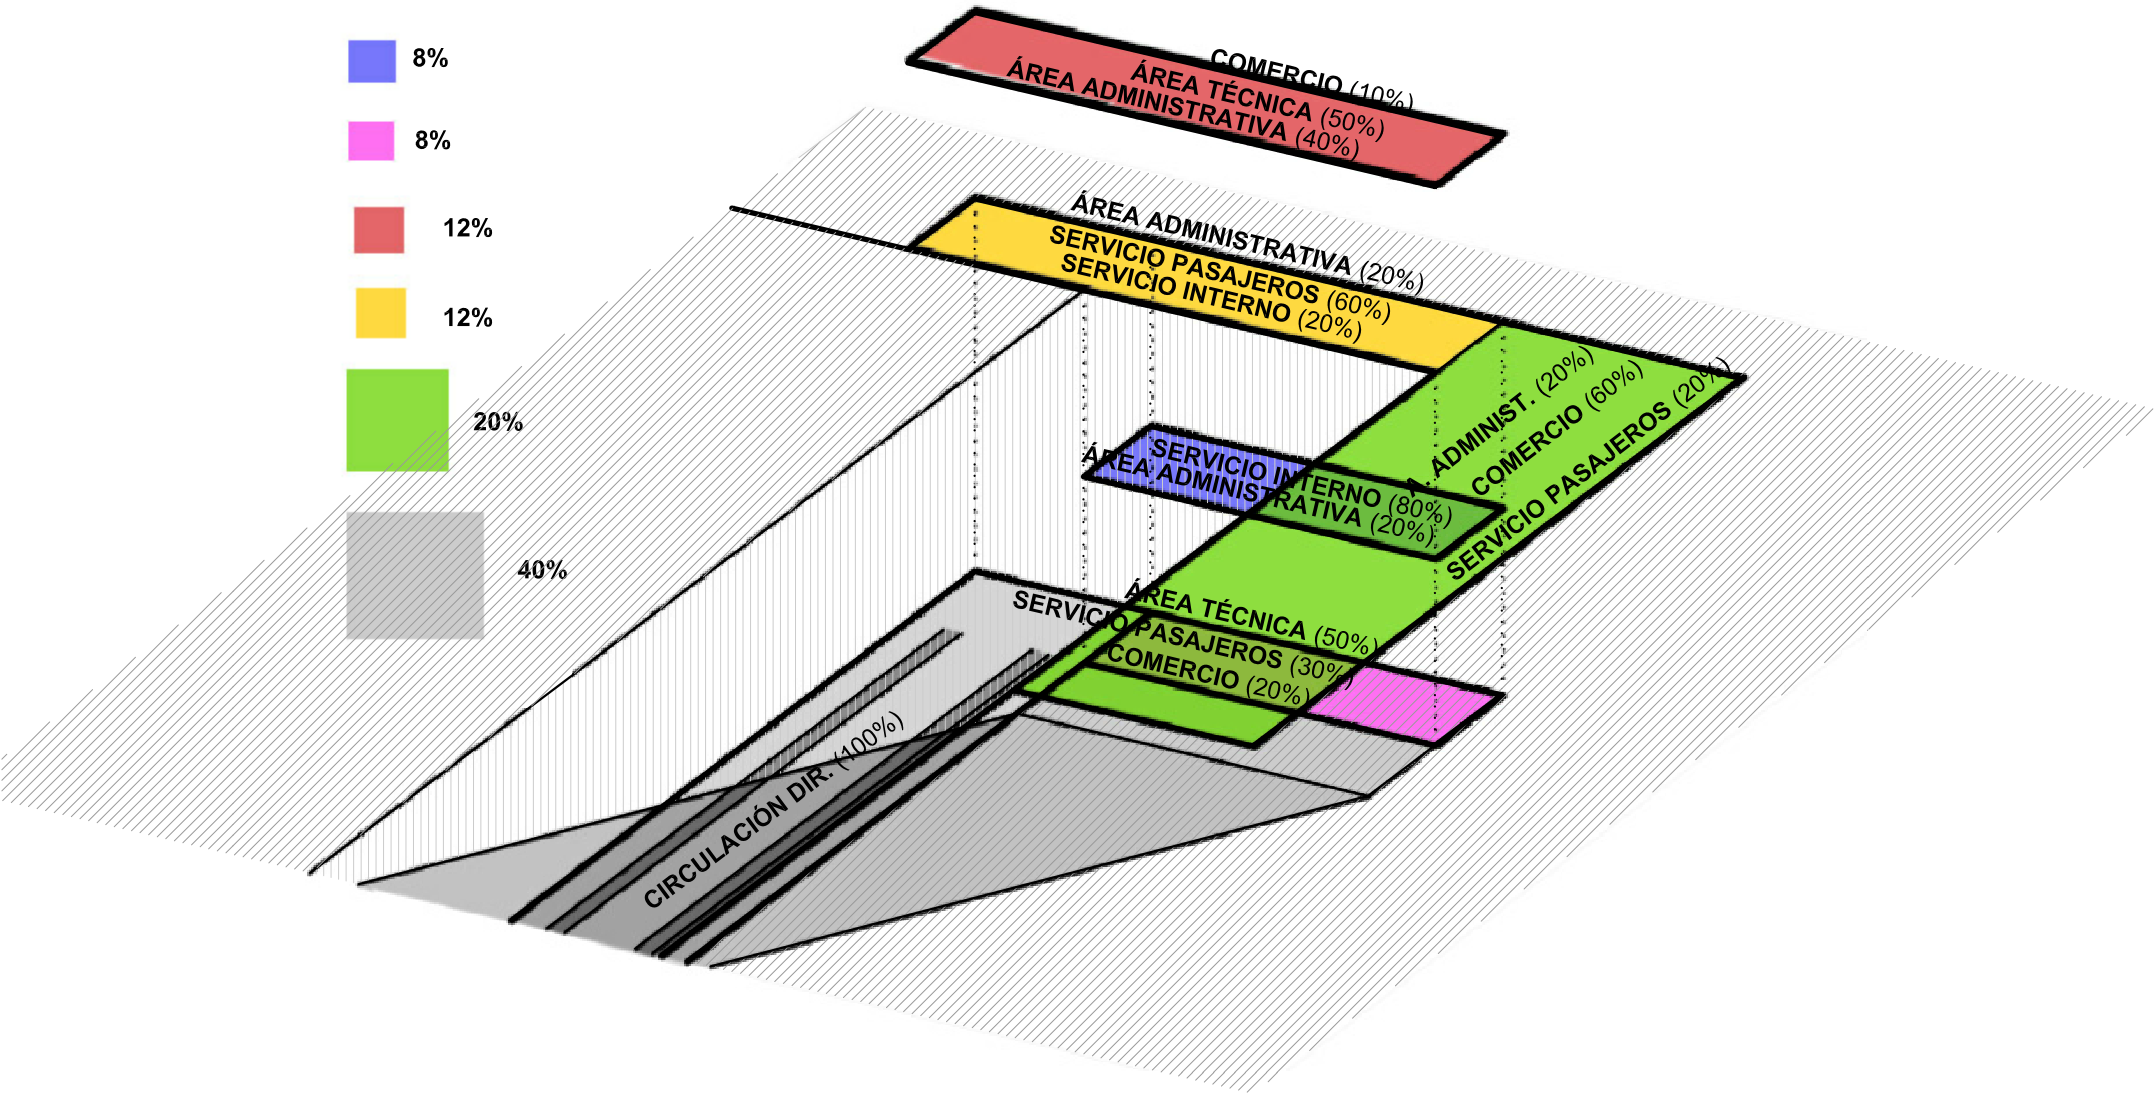 8%
8%
12%
12%
20%
40%
COMERCIO (10%)
ÁREA TÉCNICA (50%)
ÁREA ADMINISTRATIVA (40%)
ÁREA ADMINISTRATIVA (20%)
SERVICIO PASAJEROS (60%)
SERVICIO INTERNO (20%)
A. ADMINIST. (20%)
COMERCIO (60%)
SERVICIO PASAJEROS (20%)
SERVICIO INTERNO (80%)
ÁREA ADMINISTRATIVA (20%)
ÁREA TÉCNICA (50%)
SERVICIO PASAJEROS (30%)
COMERCIO (20%)
CIRCULACIÓN DIR. (100%)